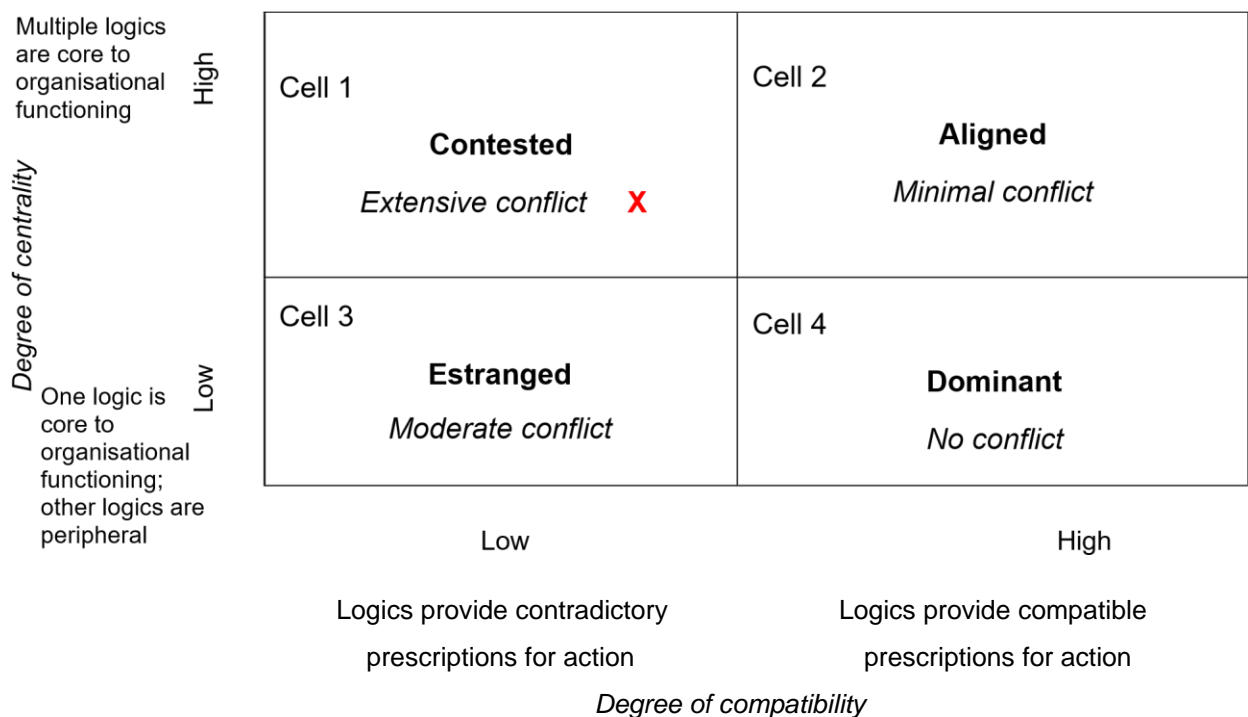 Multiple logics
are core to
organisational
functioning
High
Cell 1
Contested
Extensive conflict X
Cell 2
Aligned
Minimal conflict
Degree of centrality
Low
One logic is
core to
organisational
functioning;
other logics are
peripheral
Cell 3
Estranged
Moderate conflict
Cell 4
Dominant
No conflict
Low
High
Logics provide contradictory
prescriptions for action
Logics provide compatible
prescriptions for action
Degree of compatibility